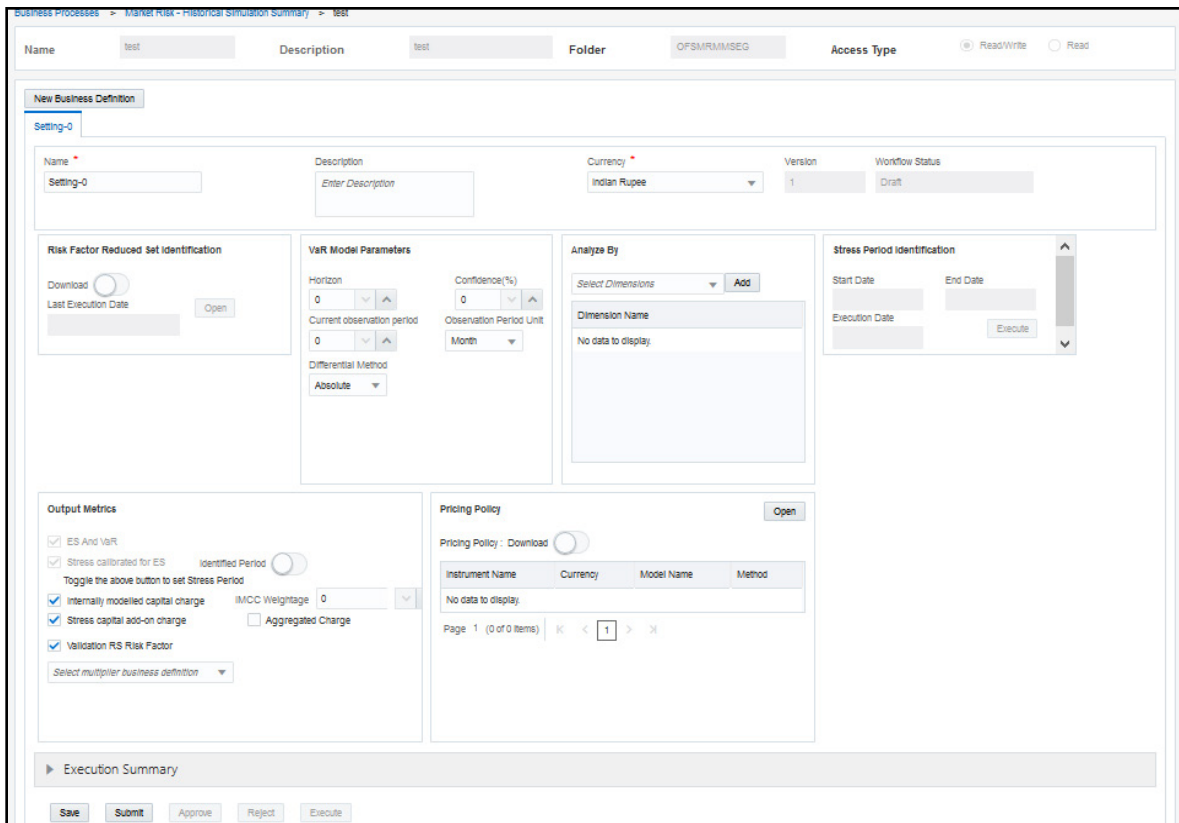 Business Processes > Market Risk - Historical Simulation Summary > test
Name test Description test Folder OFSMRMMSEG Access Type Read/Write Read
New Business Definition
Setting-0
Name * Description Currency * Version Workflow Status
Setting-0 Enter Description Indian Rupee 1 Draft
Risk Factor Reduced Set Identification
Download
Last Execution Date
Open
VaR Model Parameters
Horizon Confidence(%)
0 0
Current observation period Observation Period Unit
0 Month
Differential Method
Absolute
Analyze By
Select Dimensions Add
Dimension Name
No data to display.
Stress Period Identification
Start Date End Date
Execution Date
Execute
Output Metrics
ES And VaR
Stress calibrated for ES Identified Period
Toggle the above button to set Stress Period
Internally modelled capital charge IMCC Weightage 0
Stress capital add-on charge Aggregated Charge
Validation RS Risk Factor
Select multiplier business definition
Pricing Policy Open
Pricing Policy : Download
Instrument Name Currency Model Name Method
No data to display.
Page 1 (0 of 0 items) 1
Execution Summary
Save Submit Approve Reject Execute